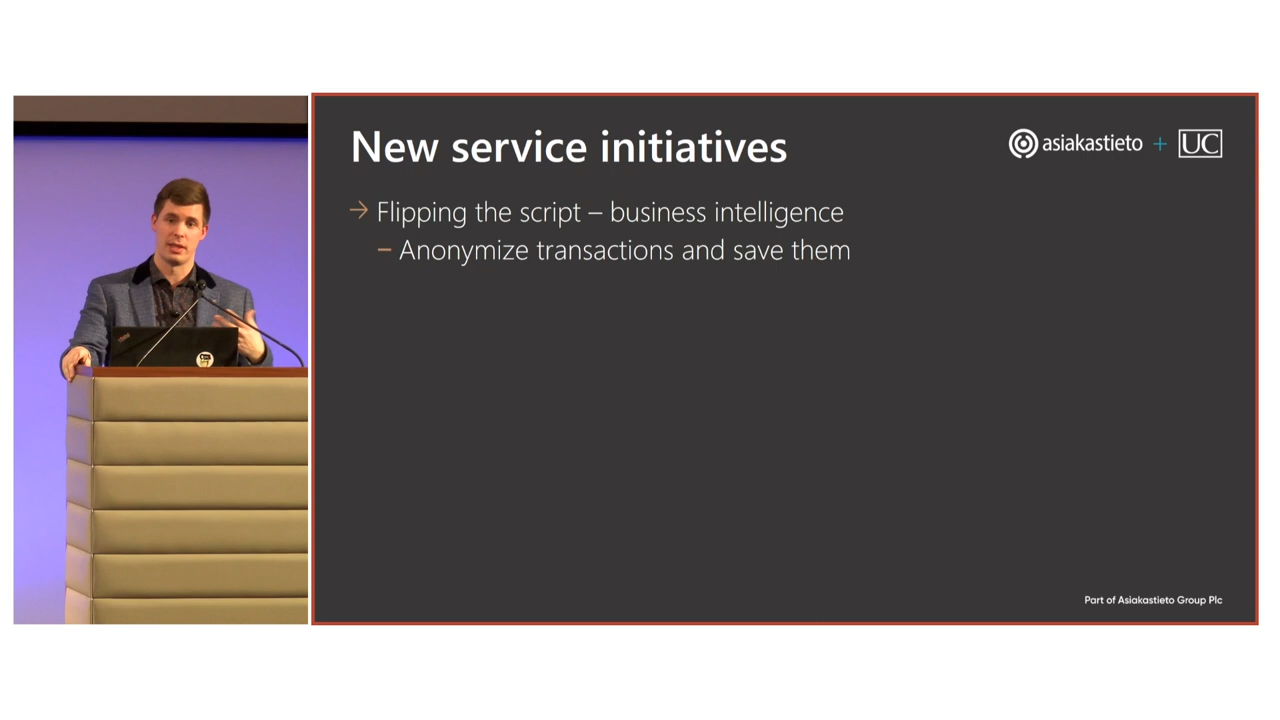 New service initiatives
asiakastieto + UC
→ Flipping the script – business intelligence
– Anonymize transactions and save them
Part of Asiakastieto Group Plc